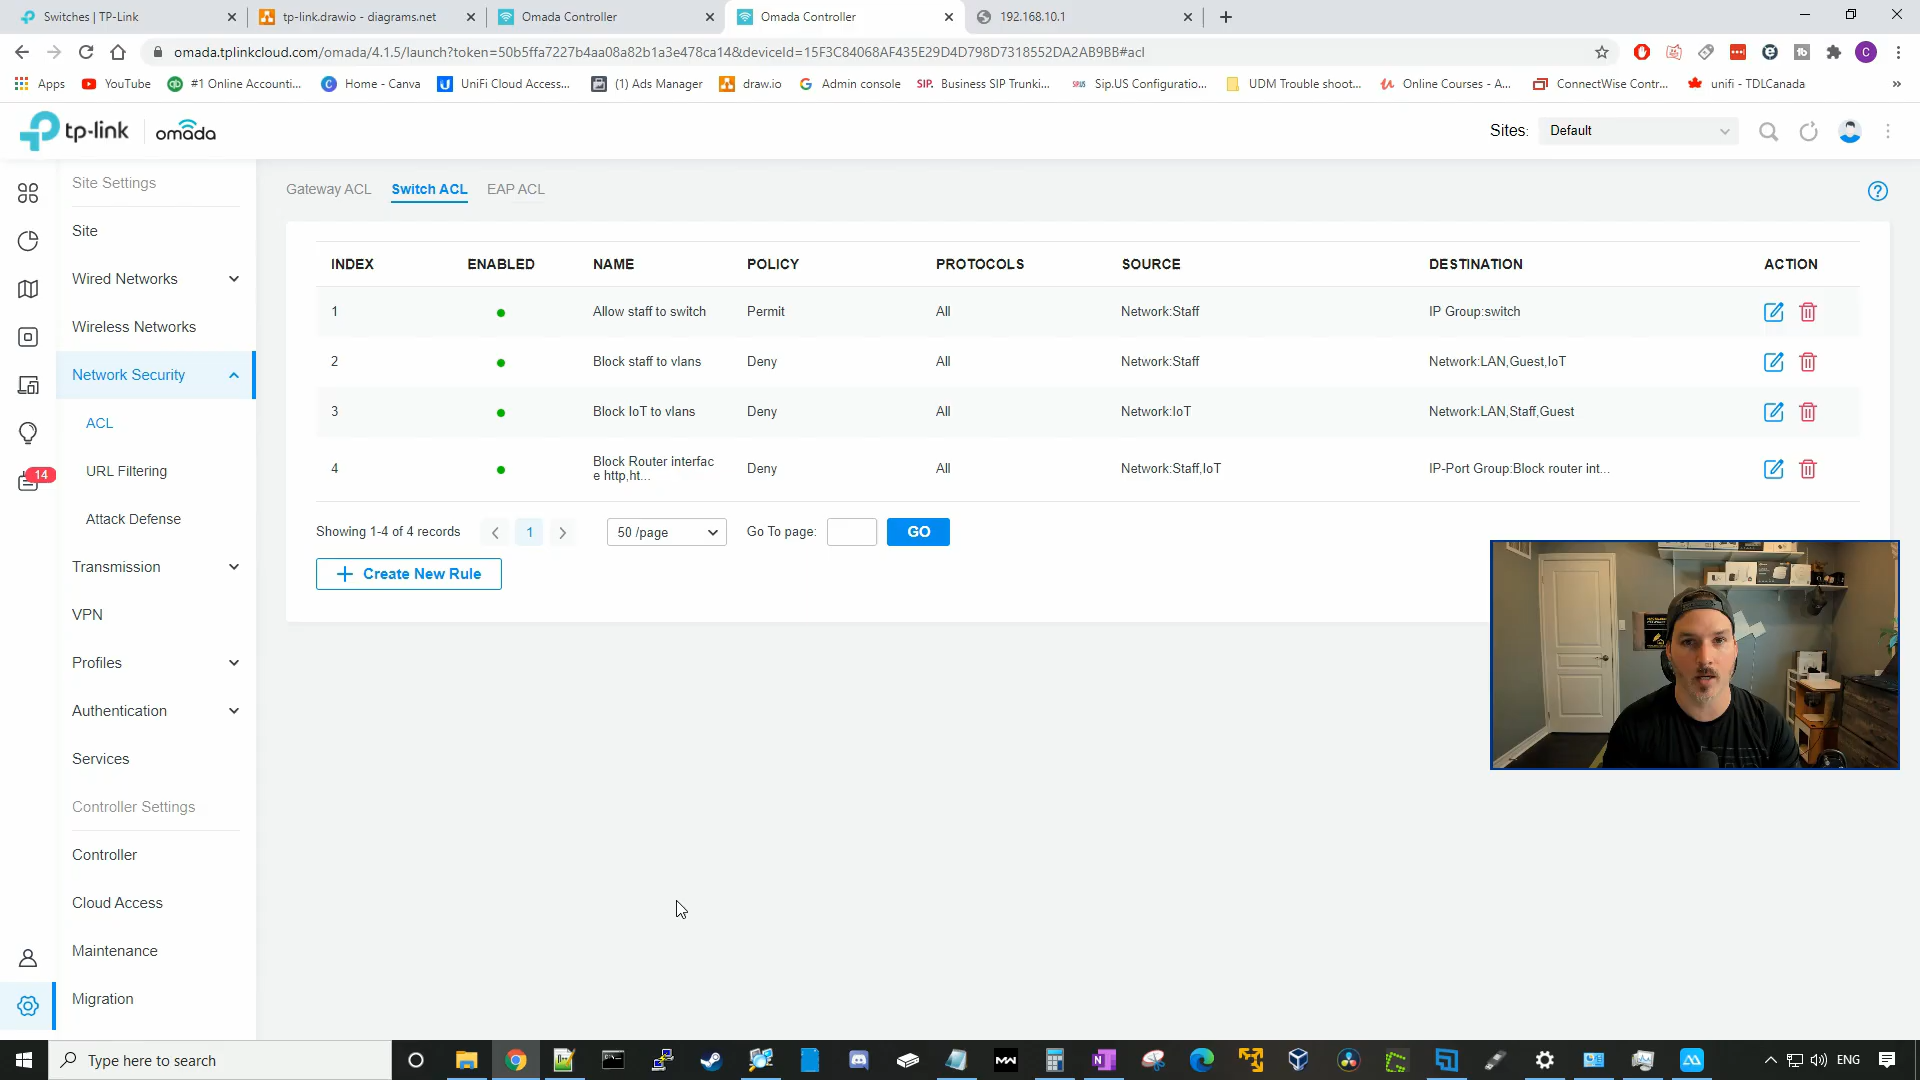 Switches | TP-Link
tp-link.drawio - diagrams.net
Omada Controller
Omada Controller
192.168.10.1
omada.tplinkcloud.com/omada/4.1.5/launch?token=50b5ffa7227b4aa08a82b1a3e478ca14&deviceId=15F3C84068AF435E29D4D798D7318552DA2AB9BB#acl
Apps
YouTube
#1 Online Accounti...
Home - Canva
UniFi Cloud Access...
(1) Ads Manager
draw.io
Admin console
SIP. Business SIP Trunki...
Sip.US Configuratio...
UDM Trouble shoot...
Online Courses - A...
ConnectWise Contr...
unifi - TDLCanada
»
tp-link
omada
Sites:
Default
Site Settings
Site
Wired Networks
Wireless Networks
Network Security
ACL
URL Filtering
Attack Defense
14
Transmission
VPN
Profiles
Authentication
Services
Controller Settings
Controller
Cloud Access
Maintenance
Migration
Gateway ACL
Switch ACL
EAP ACL
INDEX ENABLED NAME POLICY PROTOCOLS SOURCE DESTINATION ACTION
1 Allow staff to switch Permit All Network:Staff IP Group:switch
2 Block staff to vlans Deny All Network:Staff Network:LAN,Guest,IoT
3 Block IoT to vlans Deny All Network:IoT Network:LAN,Staff,Guest
4 Block Router interfac
e http,ht... Deny All Network:Staff,IoT IP-Port Group:Block router int...
Showing 1-4 of 4 records
1
50 /page
Go To page:
GO
Create New Rule
Type here to search
ENG